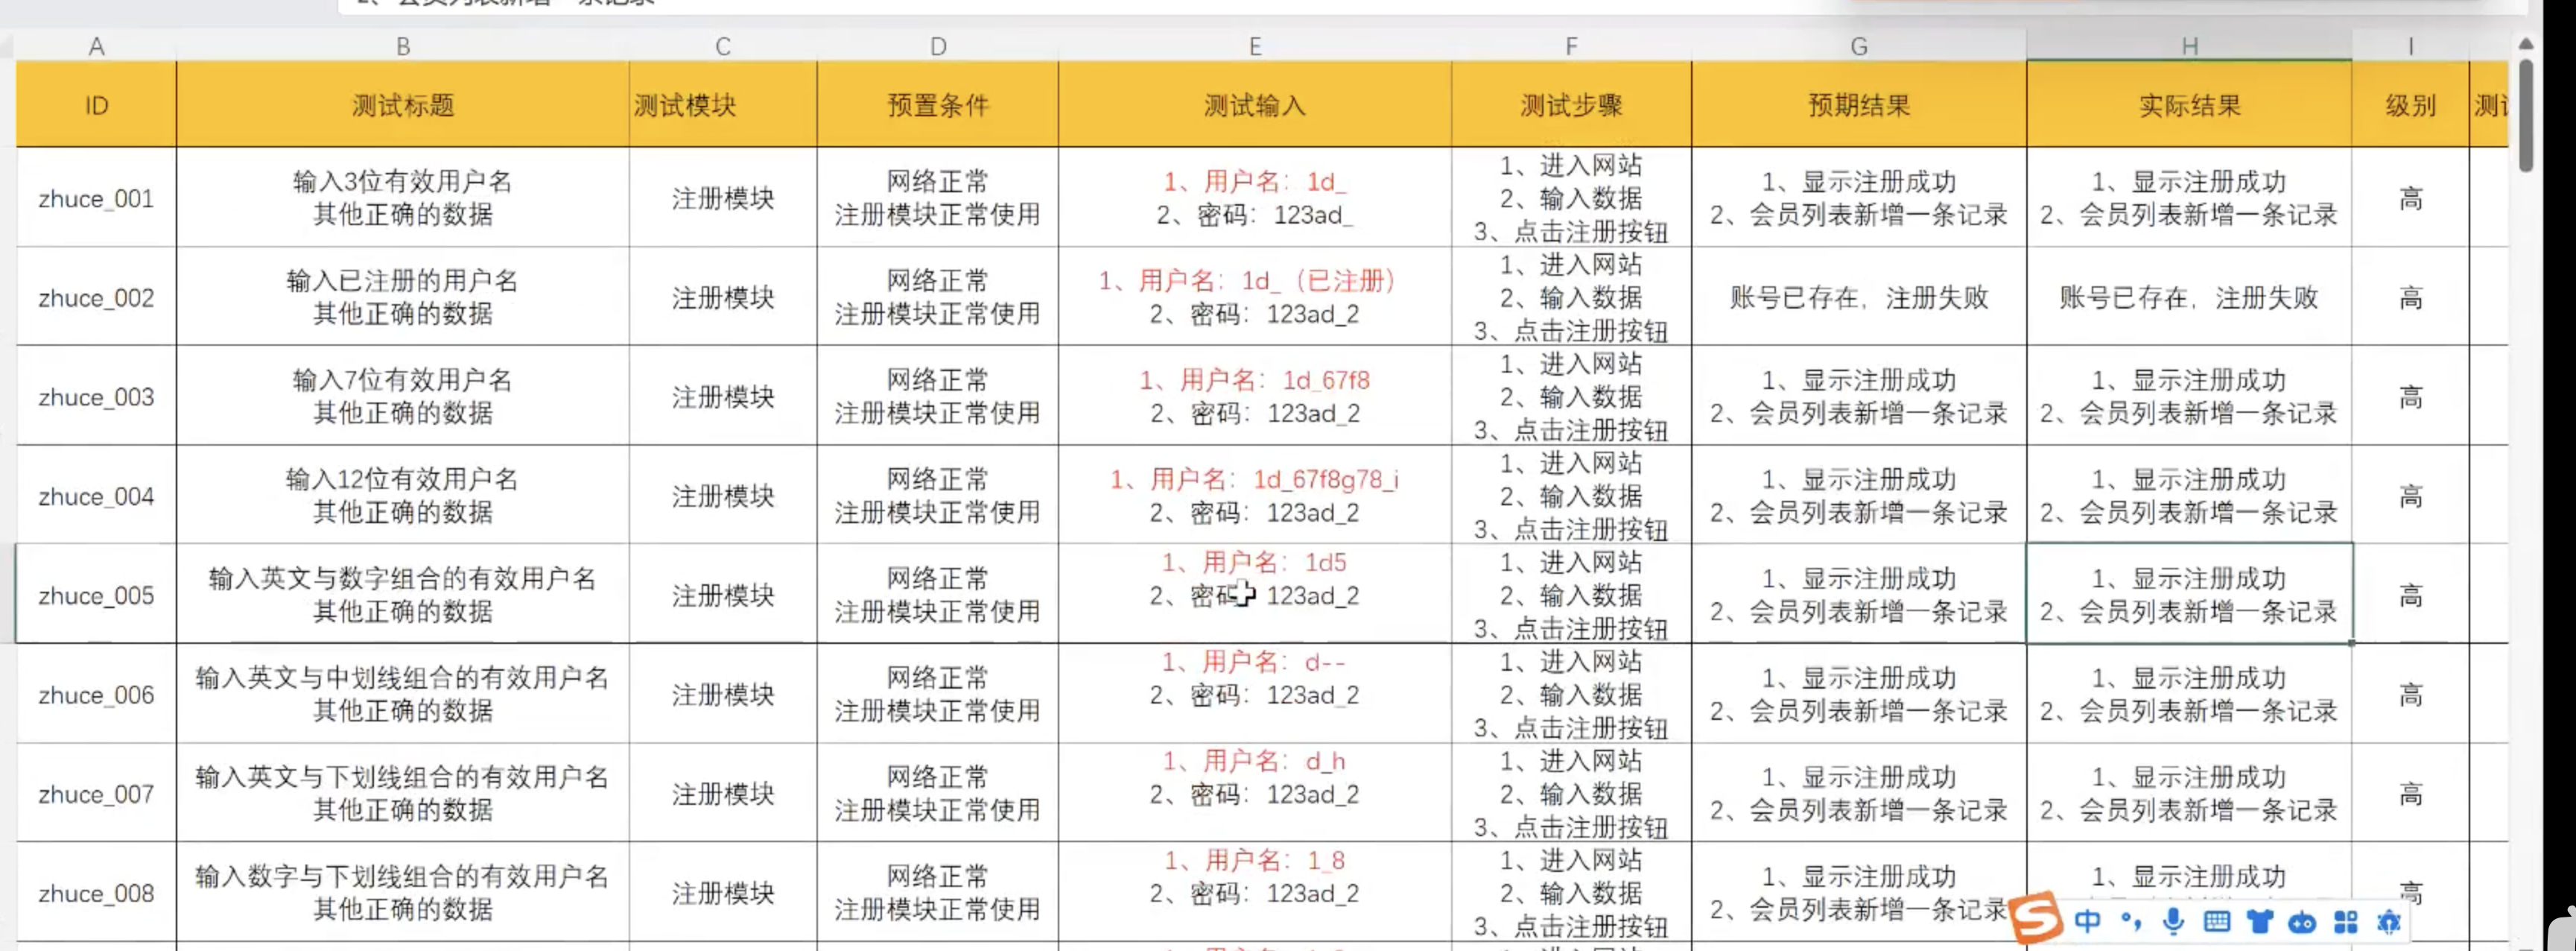 A B C D E F G H I
ID 测试标题 测试模块 预置条件 测试输入 测试步骤 预期结果 实际结果 级别
zhuce_001
输入3位有效用户名
其他正确的数据
注册模块
网络正常
注册模块正常使用
1、用户名：1d_
2、密码：123ad_
1、进入网站
2、输入数据
3、点击注册按钮
1、显示注册成功
2、会员列表新增一条记录
1、显示注册成功
2、会员列表新增一条记录
高
zhuce_002
输入已注册的用户名
其他正确的数据
注册模块
网络正常
注册模块正常使用
1、用户名：1d_（已注册）
2、密码：123ad_2
1、进入网站
2、输入数据
3、点击注册按钮
账号已存在，注册失败
账号已存在，注册失败
高
zhuce_003
输入7位有效用户名
其他正确的数据
注册模块
网络正常
注册模块正常使用
1、用户名：1d_67f8
2、密码：123ad_2
1、进入网站
2、输入数据
3、点击注册按钮
1、显示注册成功
2、会员列表新增一条记录
1、显示注册成功
2、会员列表新增一条记录
高
zhuce_004
输入12位有效用户名
其他正确的数据
注册模块
网络正常
注册模块正常使用
1、用户名：1d_67f8g78_i
2、密码：123ad_2
1、进入网站
2、输入数据
3、点击注册按钮
1、显示注册成功
2、会员列表新增一条记录
1、显示注册成功
2、会员列表新增一条记录
高
zhuce_005
输入英文与数字组合的有效用户名
其他正确的数据
注册模块
网络正常
注册模块正常使用
1、用户名：1d5
2、密码 123ad_2
1、进入网站
2、输入数据
3、点击注册按钮
1、显示注册成功
2、会员列表新增一条记录
1、显示注册成功
2、会员列表新增一条记录
高
zhuce_006
输入英文与中划线组合的有效用户名
其他正确的数据
注册模块
网络正常
注册模块正常使用
1、用户名：d--
2、密码：123ad_2
1、进入网站
2、输入数据
3、点击注册按钮
1、显示注册成功
2、会员列表新增一条记录
1、显示注册成功
2、会员列表新增一条记录
高
zhuce_007
输入英文与下划线组合的有效用户名
其他正确的数据
注册模块
网络正常
注册模块正常使用
1、用户名：d_h
2、密码：123ad_2
1、进入网站
2、输入数据
3、点击注册按钮
1、显示注册成功
2、会员列表新增一条记录
1、显示注册成功
2、会员列表新增一条记录
高
zhuce_008
输入数字与下划线组合的有效用户名
其他正确的数据
注册模块
网络正常
注册模块正常使用
1、用户名：1_8
2、密码：123ad_2
1、进入网站
2、输入数据
3、点击注册按钮
1、显示注册成功
2、会员列表新增一条记录
1、显示注册成功
高
中